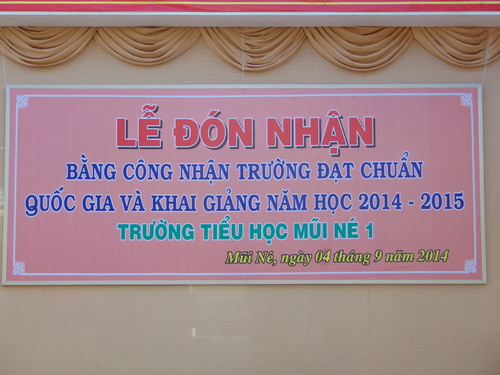 LỄ ĐÓN NHẬN
BẰNG CÔNG NHẬN TRƯỜNG ĐẠT CHUẨN
QUỐC GIA VÀ KHAI GIẢNG NĂM HỌC 2014 - 2015
TRƯỜNG TIỂU HỌC MŨI NÉ 1
Mũi Né, ngày 04 tháng 9 năm 2014